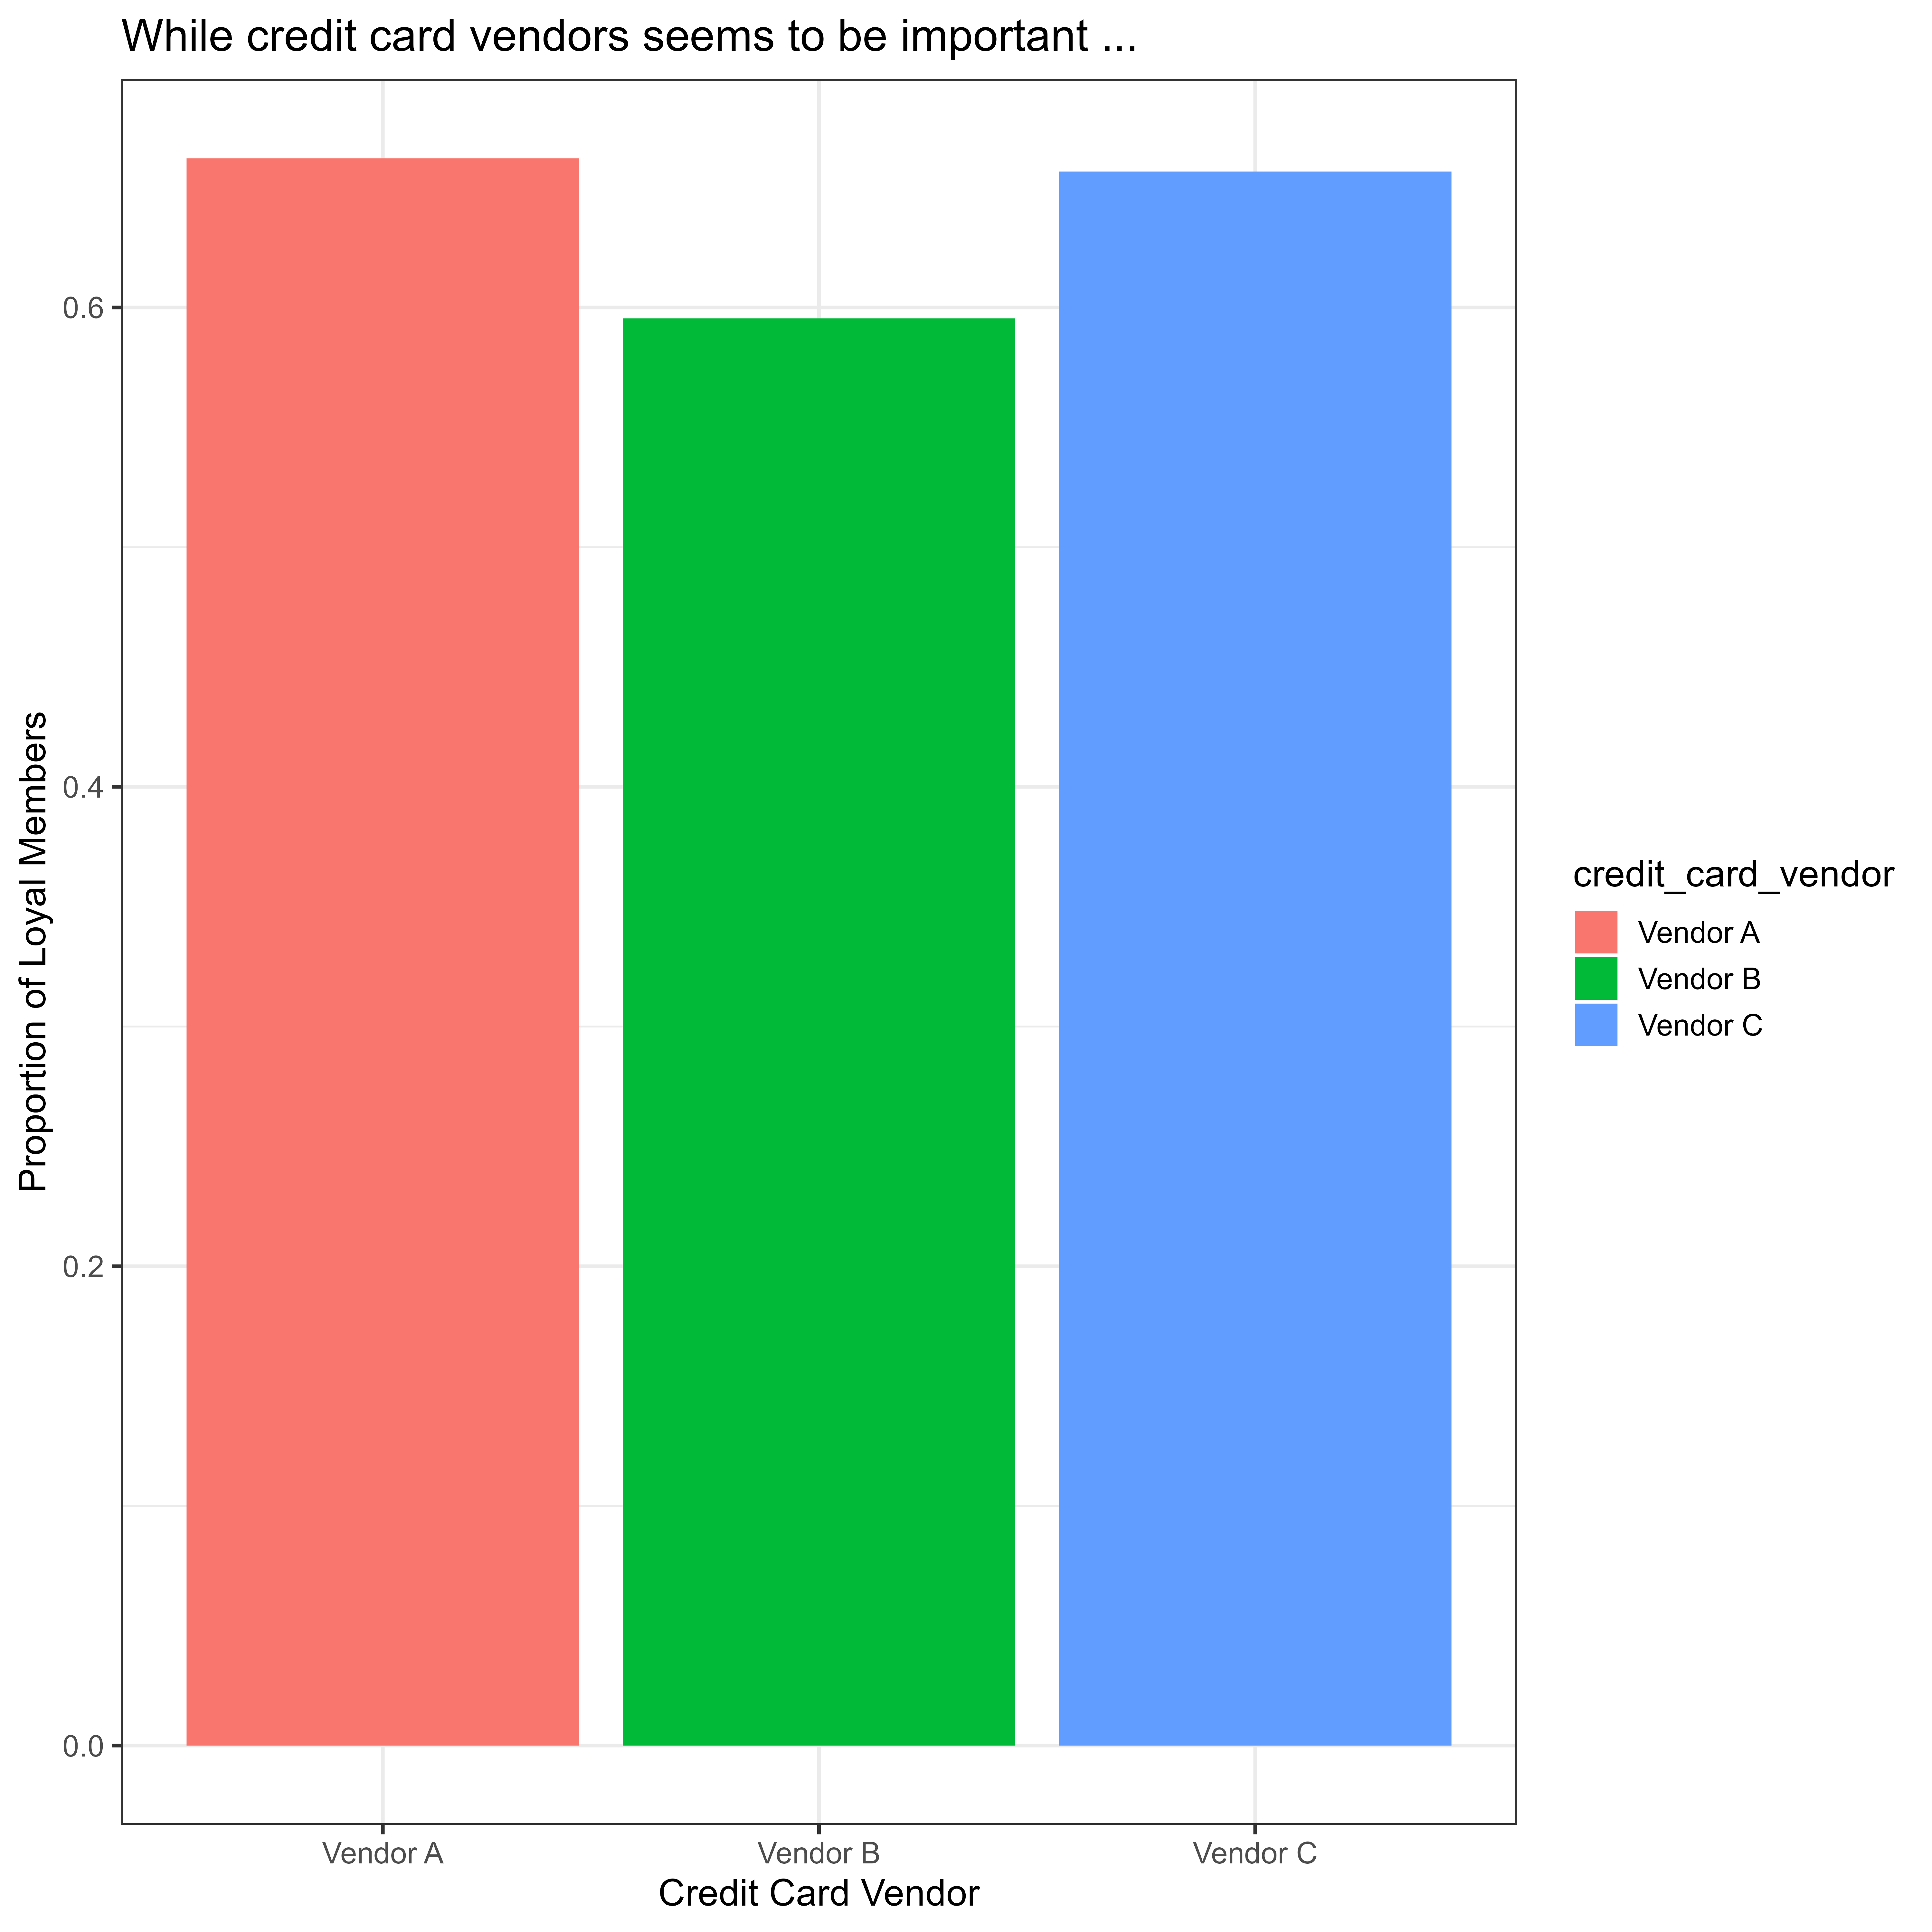 While credit card vendors seems to be important ...
Proportion of Loyal Members
0.6
0.4
0.2
0.0
Vendor A
Vendor B
Vendor C
Credit Card Vendor
credit_card_vendor
Vendor A
Vendor B
Vendor C